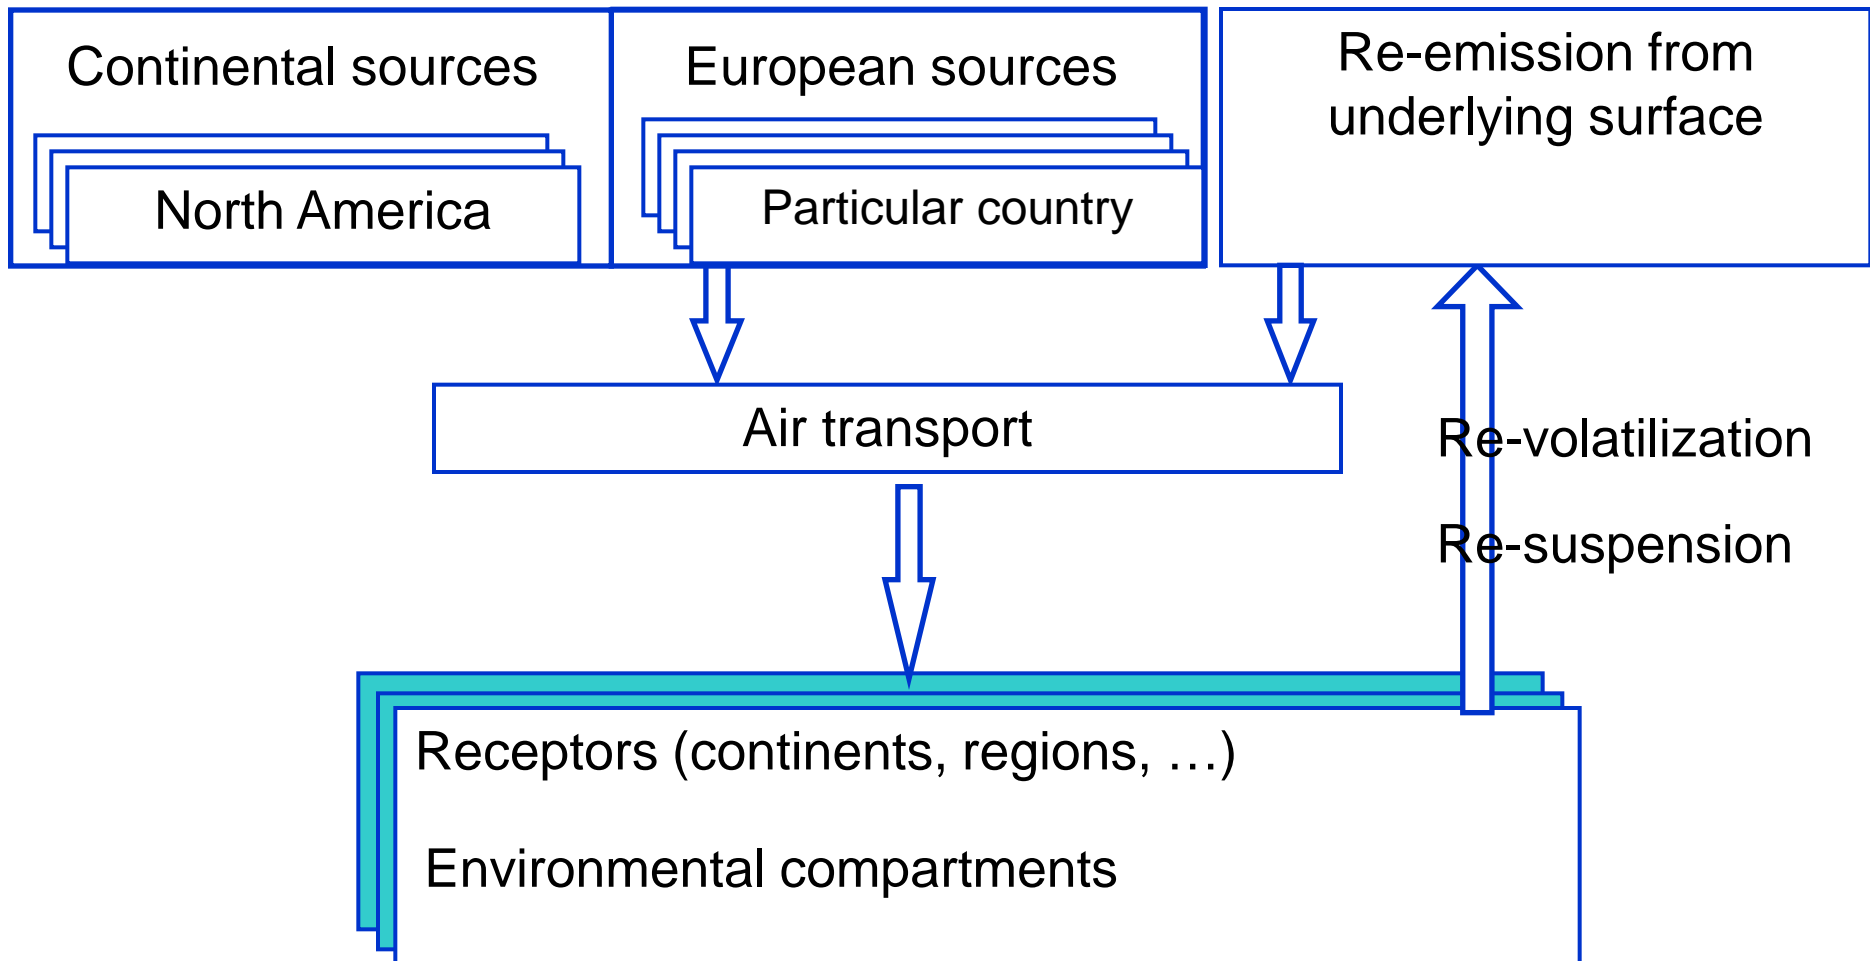 Continental sources
North America
European sources
Particular country
Re-emission from
underlying surface
Air transport
Re-volatilization
Re-suspension
Receptors (continents, regions, …)
Environmental compartments